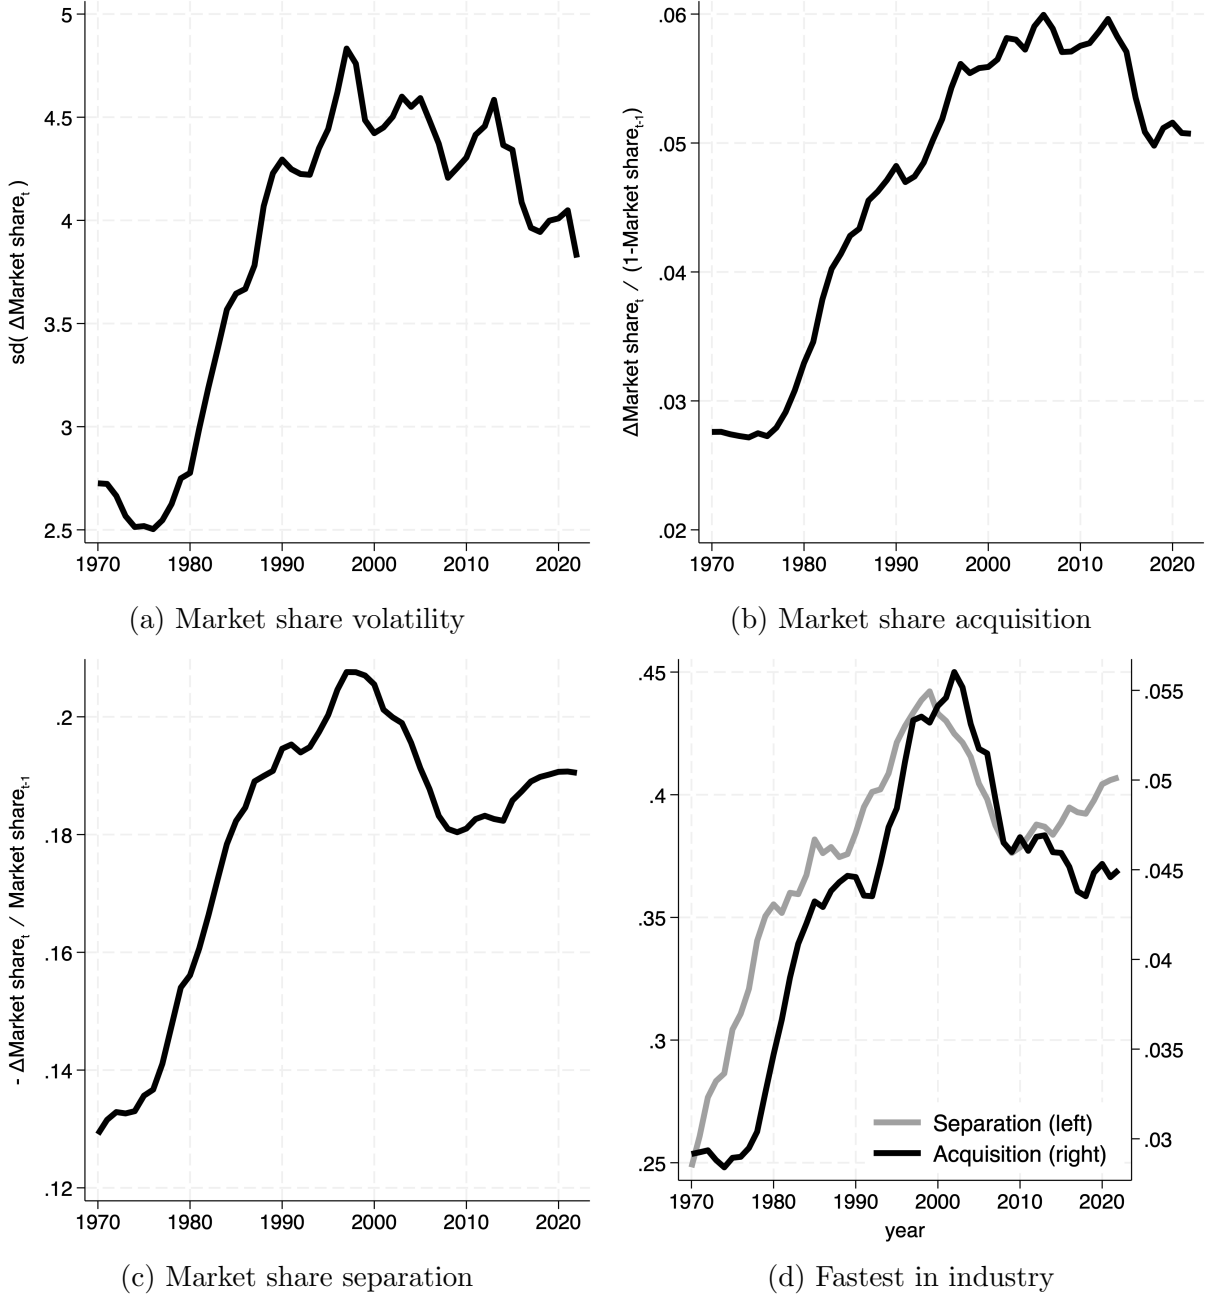 sd( ΔMarket share_t )
5
4.5
4
3.5
3
2.5
1970 1980 1990 2000 2010 2020
(a) Market share volatility
ΔMarket share_t / (1-Market share_t-1)
.06
.05
.04
.03
.02
1970 1980 1990 2000 2010 2020
(b) Market share acquisition
- ΔMarket share_t / Market share_t-1
.2
.18
.16
.14
.12
1970 1980 1990 2000 2010 2020
(c) Market share separation
.45
.4
.35
.3
.25
.055
.05
.045
.04
.035
.03
Separation (left)
Acquisition (right)
1970 1980 1990 2000 2010 2020
year
(d) Fastest in industry